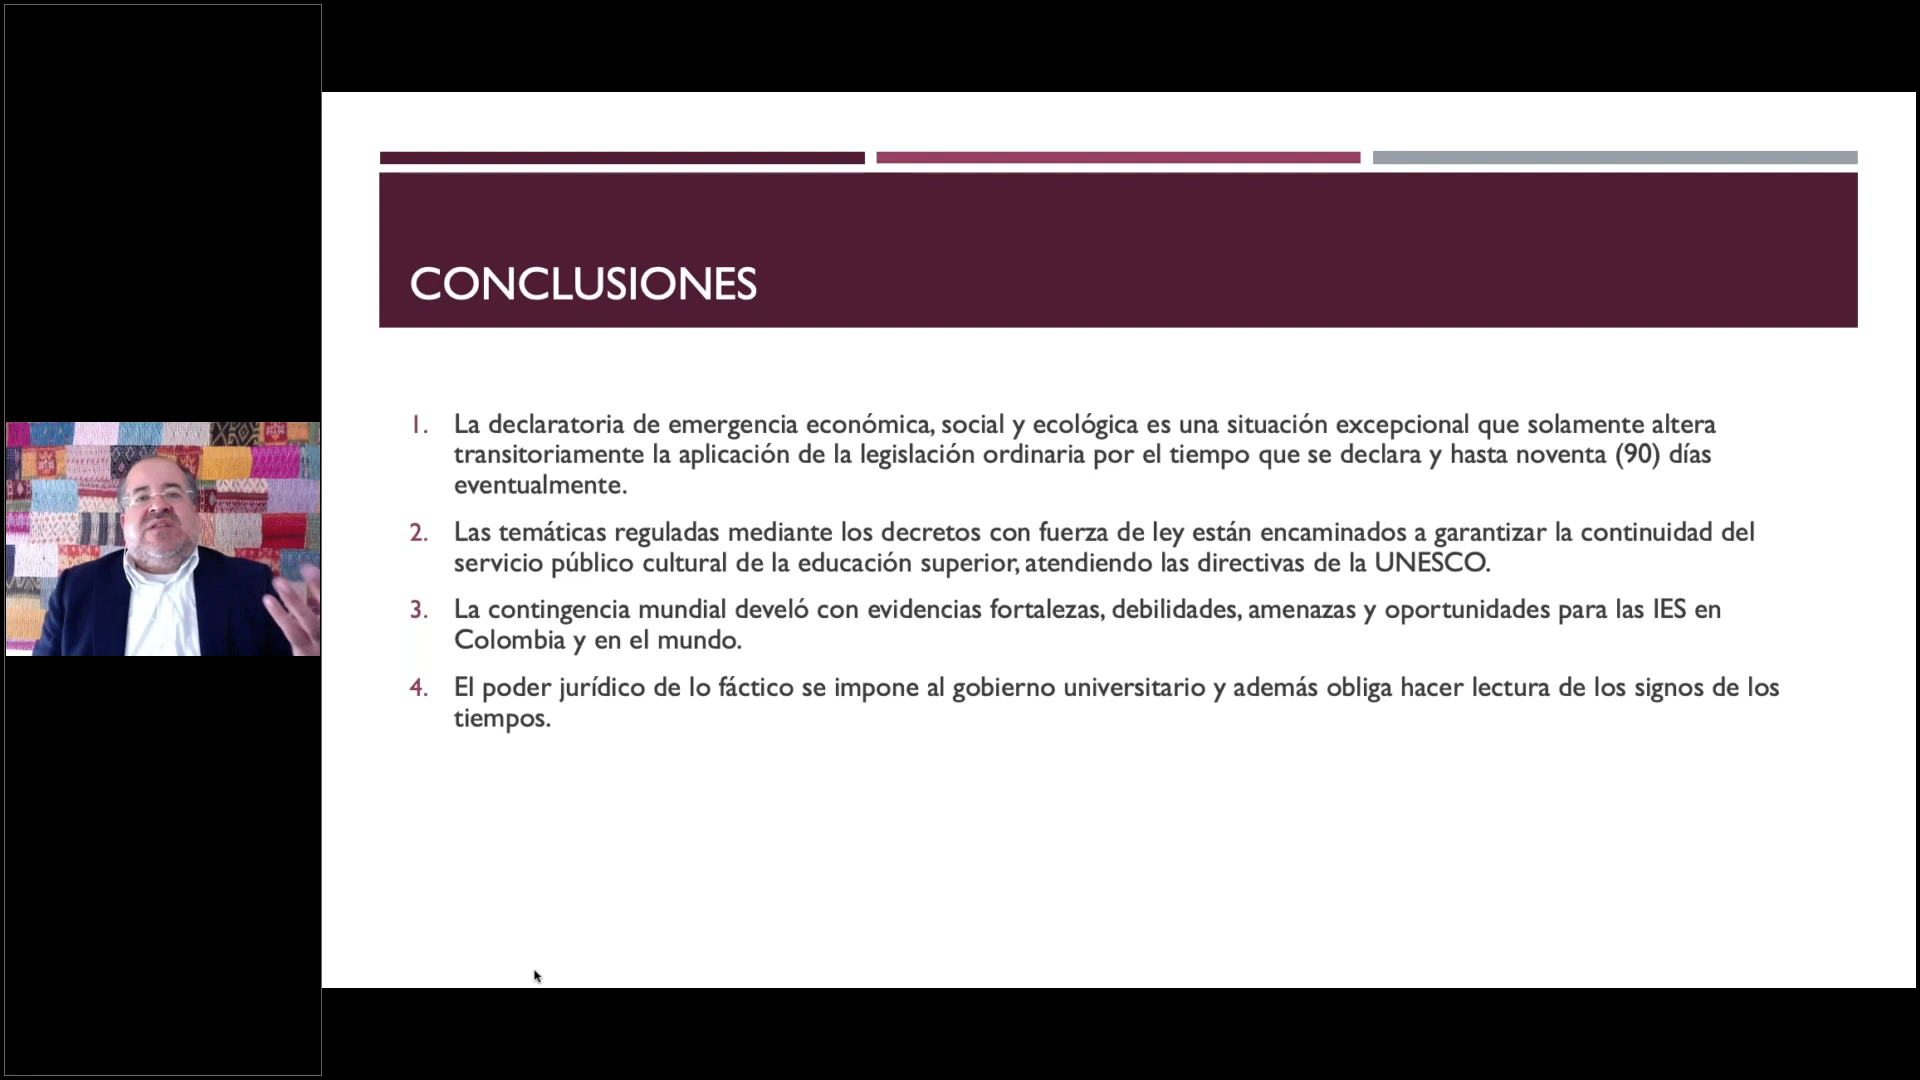 CONCLUSIONES
1. La declaratoria de emergencia económica, social y ecológica es una situación excepcional que solamente altera
transitoriamente la aplicación de la legislación ordinaria por el tiempo que se declara y hasta noventa (90) días
eventualmente.
2. Las temáticas reguladas mediante los decretos con fuerza de ley están encaminados a garantizar la continuidad del
servicio público cultural de la educación superior, atendiendo las directivas de la UNESCO.
3. La contingencia mundial develó con evidencias fortalezas, debilidades, amenazas y oportunidades para las IES en
Colombia y en el mundo.
4. El poder jurídico de lo fáctico se impone al gobierno universitario y además obliga hacer lectura de los signos de los
tiempos.